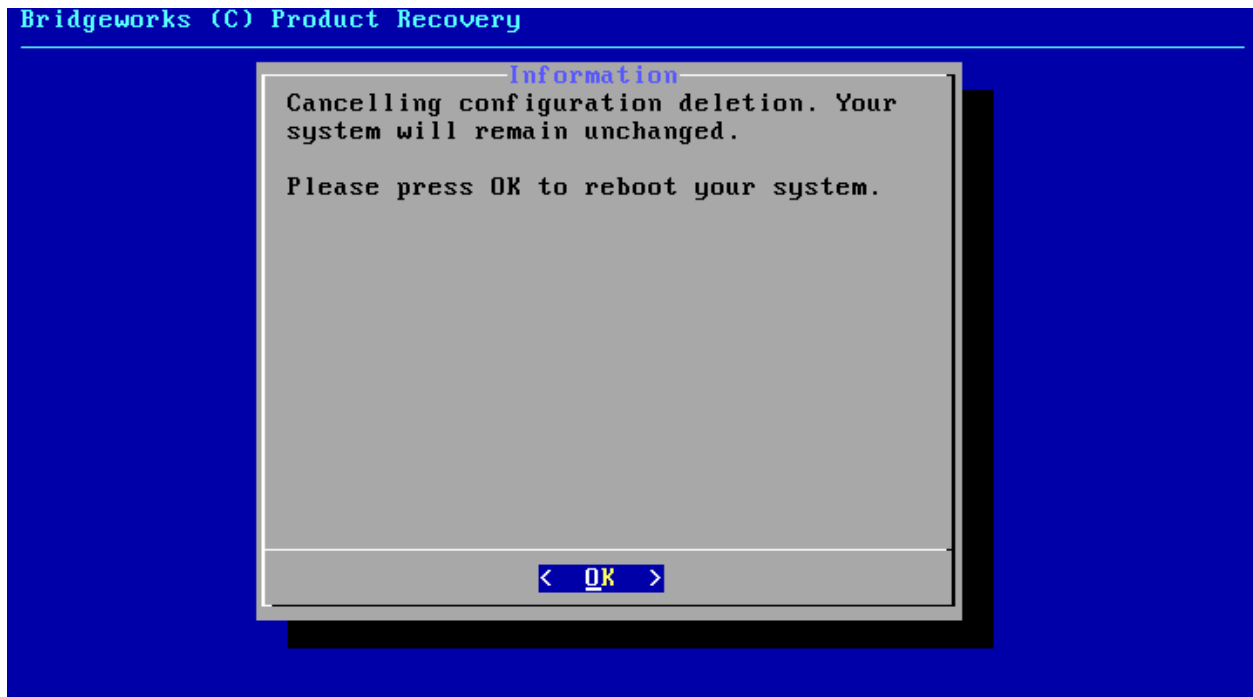 Bridgeworks (C) Product Recovery
Information
Cancelling configuration deletion. Your
system will remain unchanged.
Please press OK to reboot your system.
< OK >